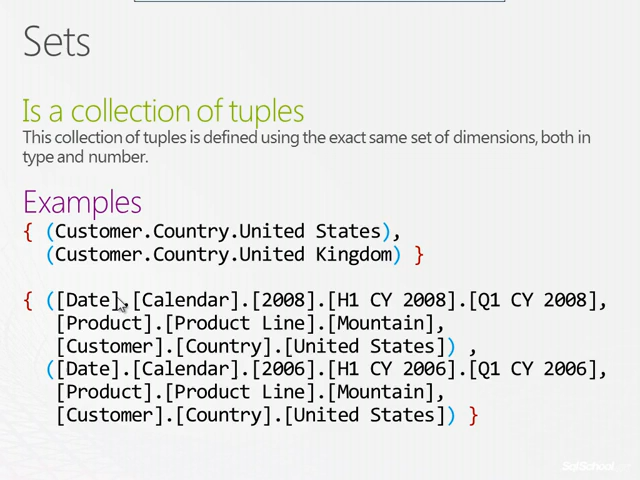 Sets
Is a collection of tuples
This collection of tuples is defined using the exact same set of dimensions, both in
type and number.
Examples
{ (Customer.Country.United States),
(Customer.Country.United Kingdom) }
{ ([Date].[Calendar].[2008].[H1 CY 2008].[Q1 CY 2008],
[Product].[Product Line].[Mountain],
[Customer].[Country].[United States]) ,
([Date].[Calendar].[2006].[H1 CY 2006].[Q1 CY 2006],
[Product].[Product Line].[Mountain],
[Customer].[Country].[United States]) }